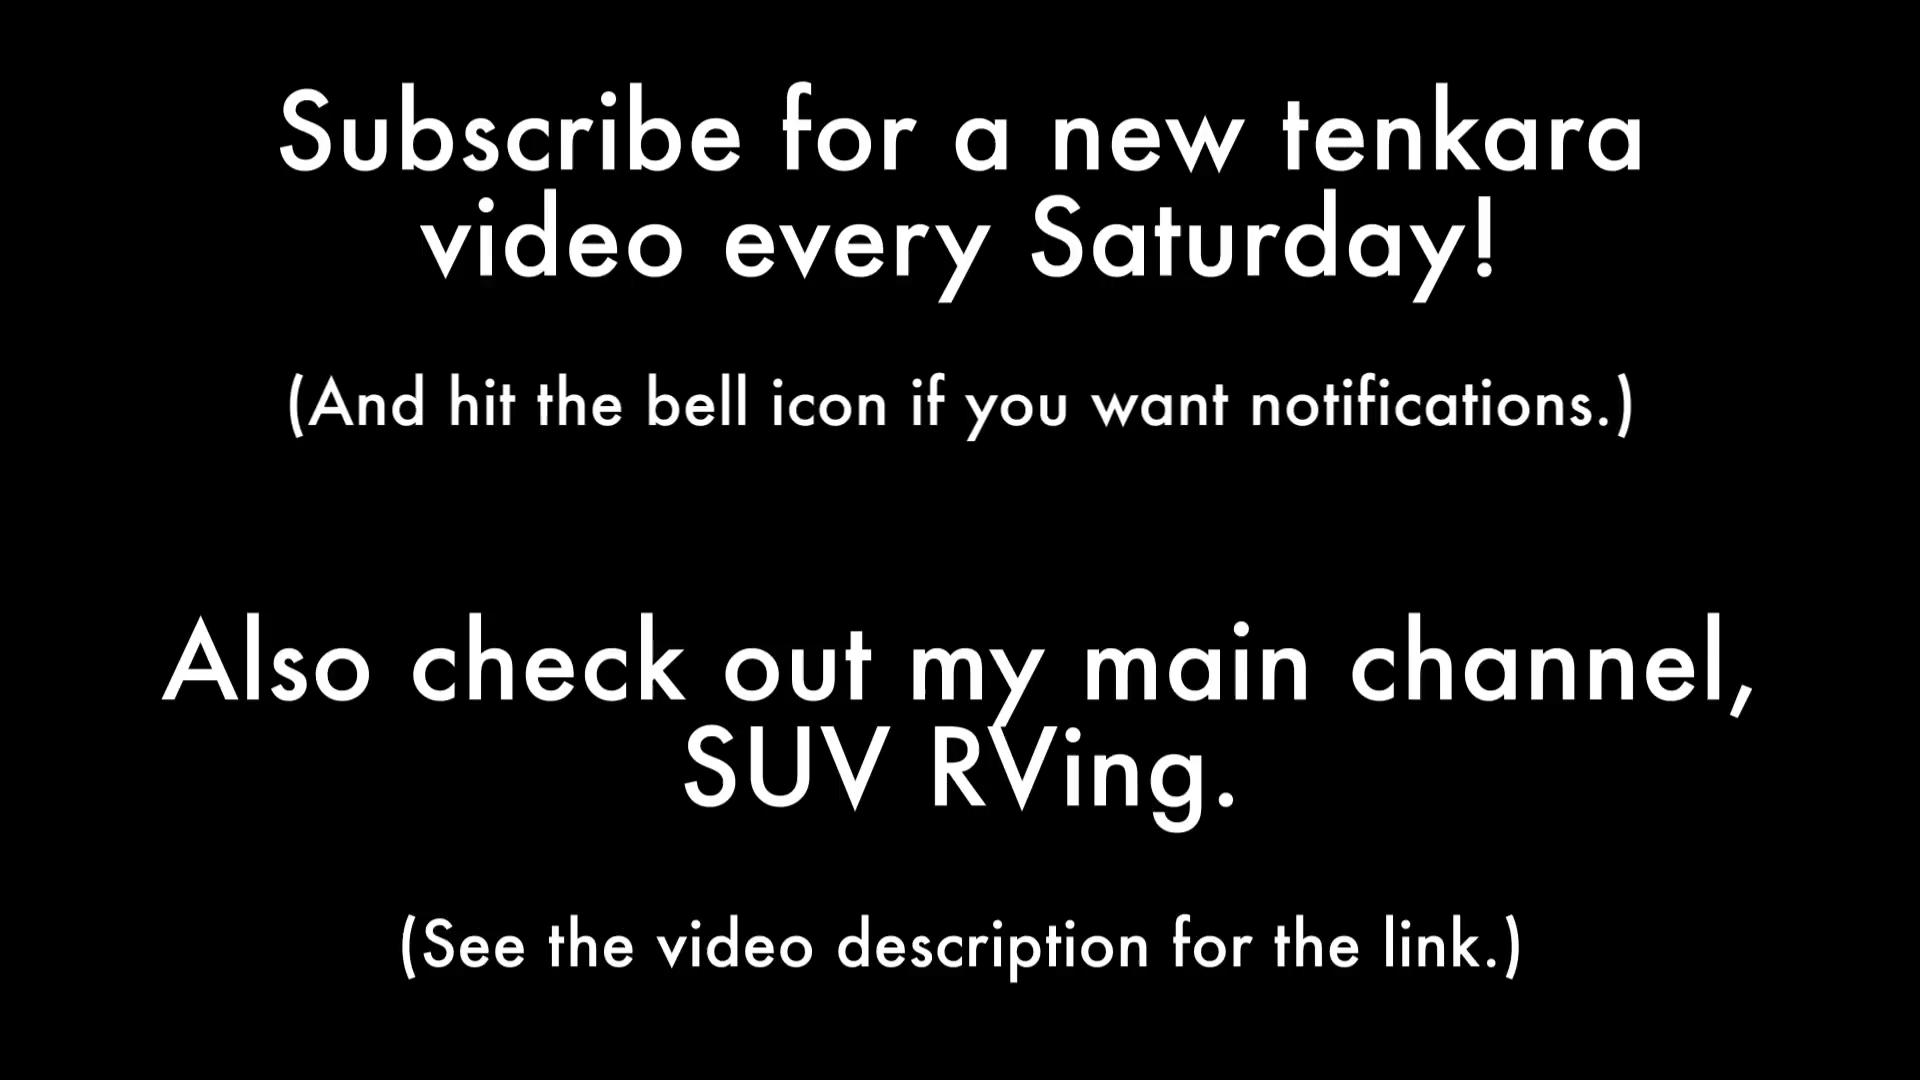 Subscribe for a new tenkara
video every Saturday!
(And hit the bell icon if you want notifications.)
Also check out my main channel,
SUV RVing.
(See the video description for the link.)